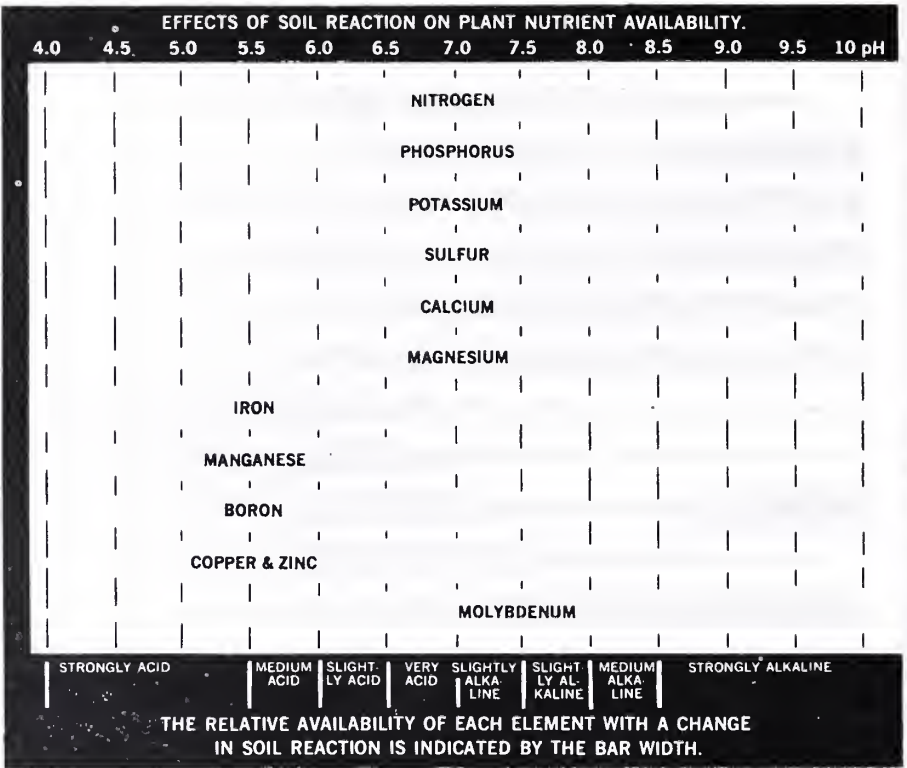 EFFECTS OF SOIL REACTION ON PLANT NUTRIENT AVAILABILITY.
4.0 4.5 5.0 5.5 6.0 6.5 7.0 7.5 8.0 8.5 9.0 9.5 10 pH
NITROGEN
PHOSPHORUS
POTASSIUM
SULFUR
CALCIUM
MAGNESIUM
IRON
MANGANESE
BORON
COPPER & ZINC
MOLYBDENUM
STRONGLY ACID
MEDIUM
ACID
SLIGHT-
LY ACID
VERY
ACID
SLIGHTLY
ALKA-
LINE
SLIGHT-
LY AL-
KALINE
MEDIUM
ALKA-
LINE
STRONGLY ALKALINE
THE RELATIVE AVAILABILITY OF EACH ELEMENT WITH A CHANGE
IN SOIL REACTION IS INDICATED BY THE BAR WIDTH.